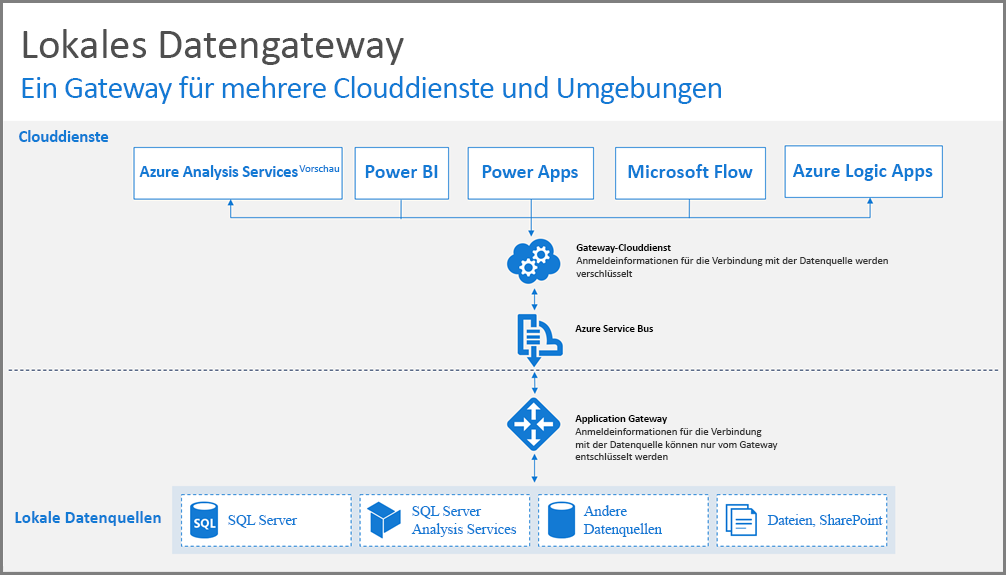 Lokales Datengateway
Ein Gateway für mehrere Clouddienste und Umgebungen
Clouddienste
Azure Analysis Services Vorschau
Power BI
Power Apps
Microsoft Flow
Azure Logic Apps
Gateway-Clouddienst
Anmeldeinformationen für die Verbindung mit der Datenquelle werden
verschlüsselt
Azure Service Bus
Application Gateway
Anmeldeinformationen für die Verbindung
mit der Datenquelle können nur vom Gateway
entschlüsselt werden
Lokale Datenquellen
SQL
SQL Server
SQL Server
Analysis Services
Andere
Datenquellen
Dateien, SharePoint